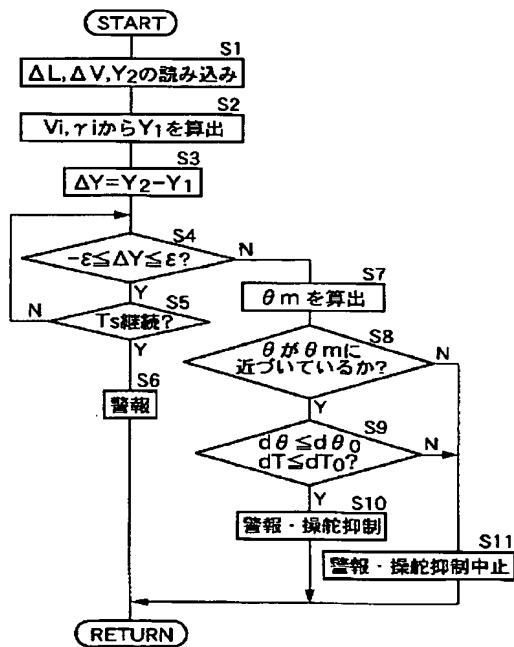 START
S1
ΔL,ΔV,Y₂の読み込み
S2
Vi,γiからY₁を算出
S3
ΔY=Y₂-Y₁
S4
-ε≦ΔY≦ε?
N
Y
S5
Ts継続?
N
Y
S6
警報
S7
θmを算出
S8
θがθmに
近づいているか?
N
Y
S9
dθ≦dθ₀
dT≦dT₀?
N
Y
S10
警報・操舵抑制
S11
警報・操舵抑制中止
RETURN